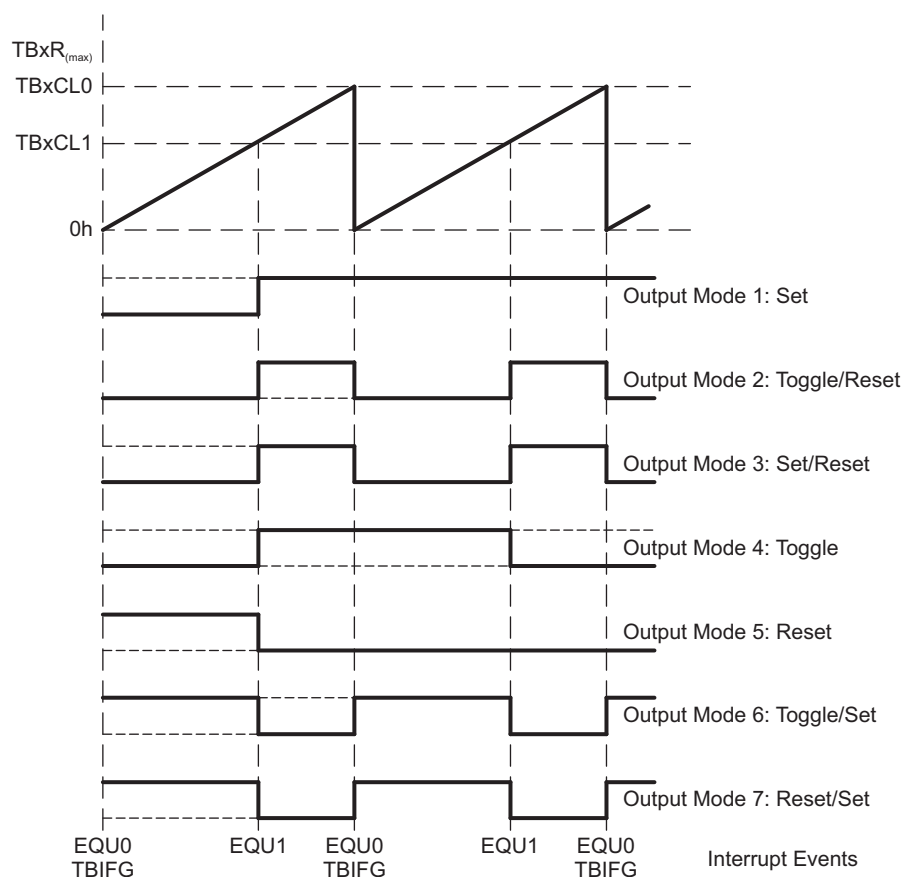 TBxR(max)
TBxCL0
TBxCL1
0h
Output Mode 1: Set
Output Mode 2: Toggle/Reset
Output Mode 3: Set/Reset
Output Mode 4: Toggle
Output Mode 5: Reset
Output Mode 6: Toggle/Set
Output Mode 7: Reset/Set
EQU0 EQU1 EQU0 EQU1 EQU0
TBIFG TBIFG TBIFG
Interrupt Events